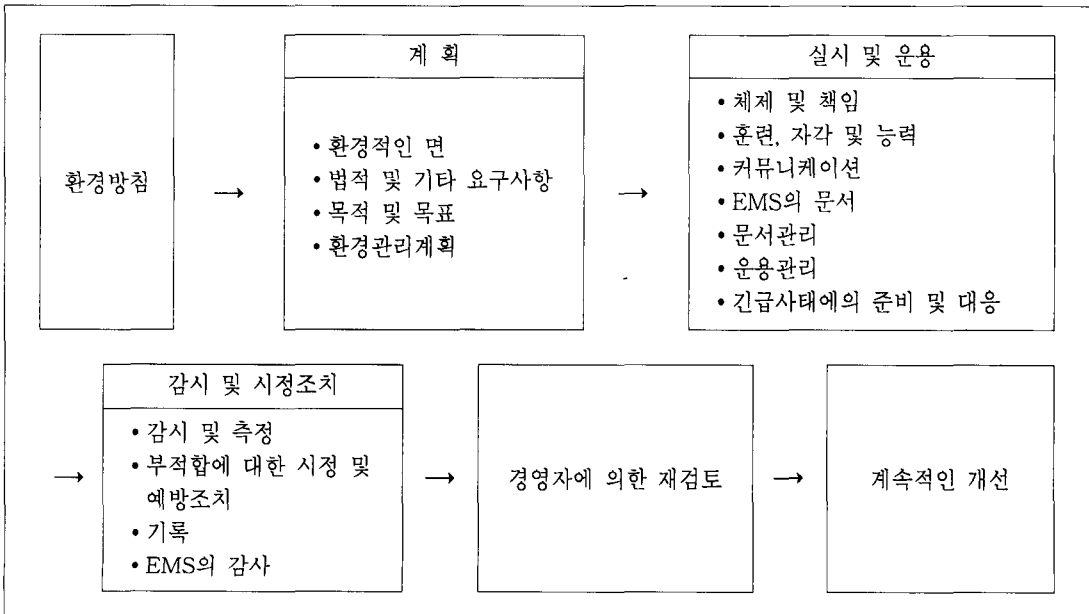 환경방침
→
계 획
• 환경적인 면
• 법적 및 기타 요구사항
• 목적 및 목표
• 환경관리계획
→
실시 및 운용
• 체제 및 책임
• 훈련, 자각 및 능력
• 커뮤니케이션
• EMS의 문서
• 문서관리
• 운용관리
• 긴급사태에의 준비 및 대응
→
감시 및 시정조치
• 감시 및 측정
• 부적합에 대한 시정 및
예방조치
• 기록
• EMS의 감사
→
경영자에 의한 재검토
→
계속적인 개선